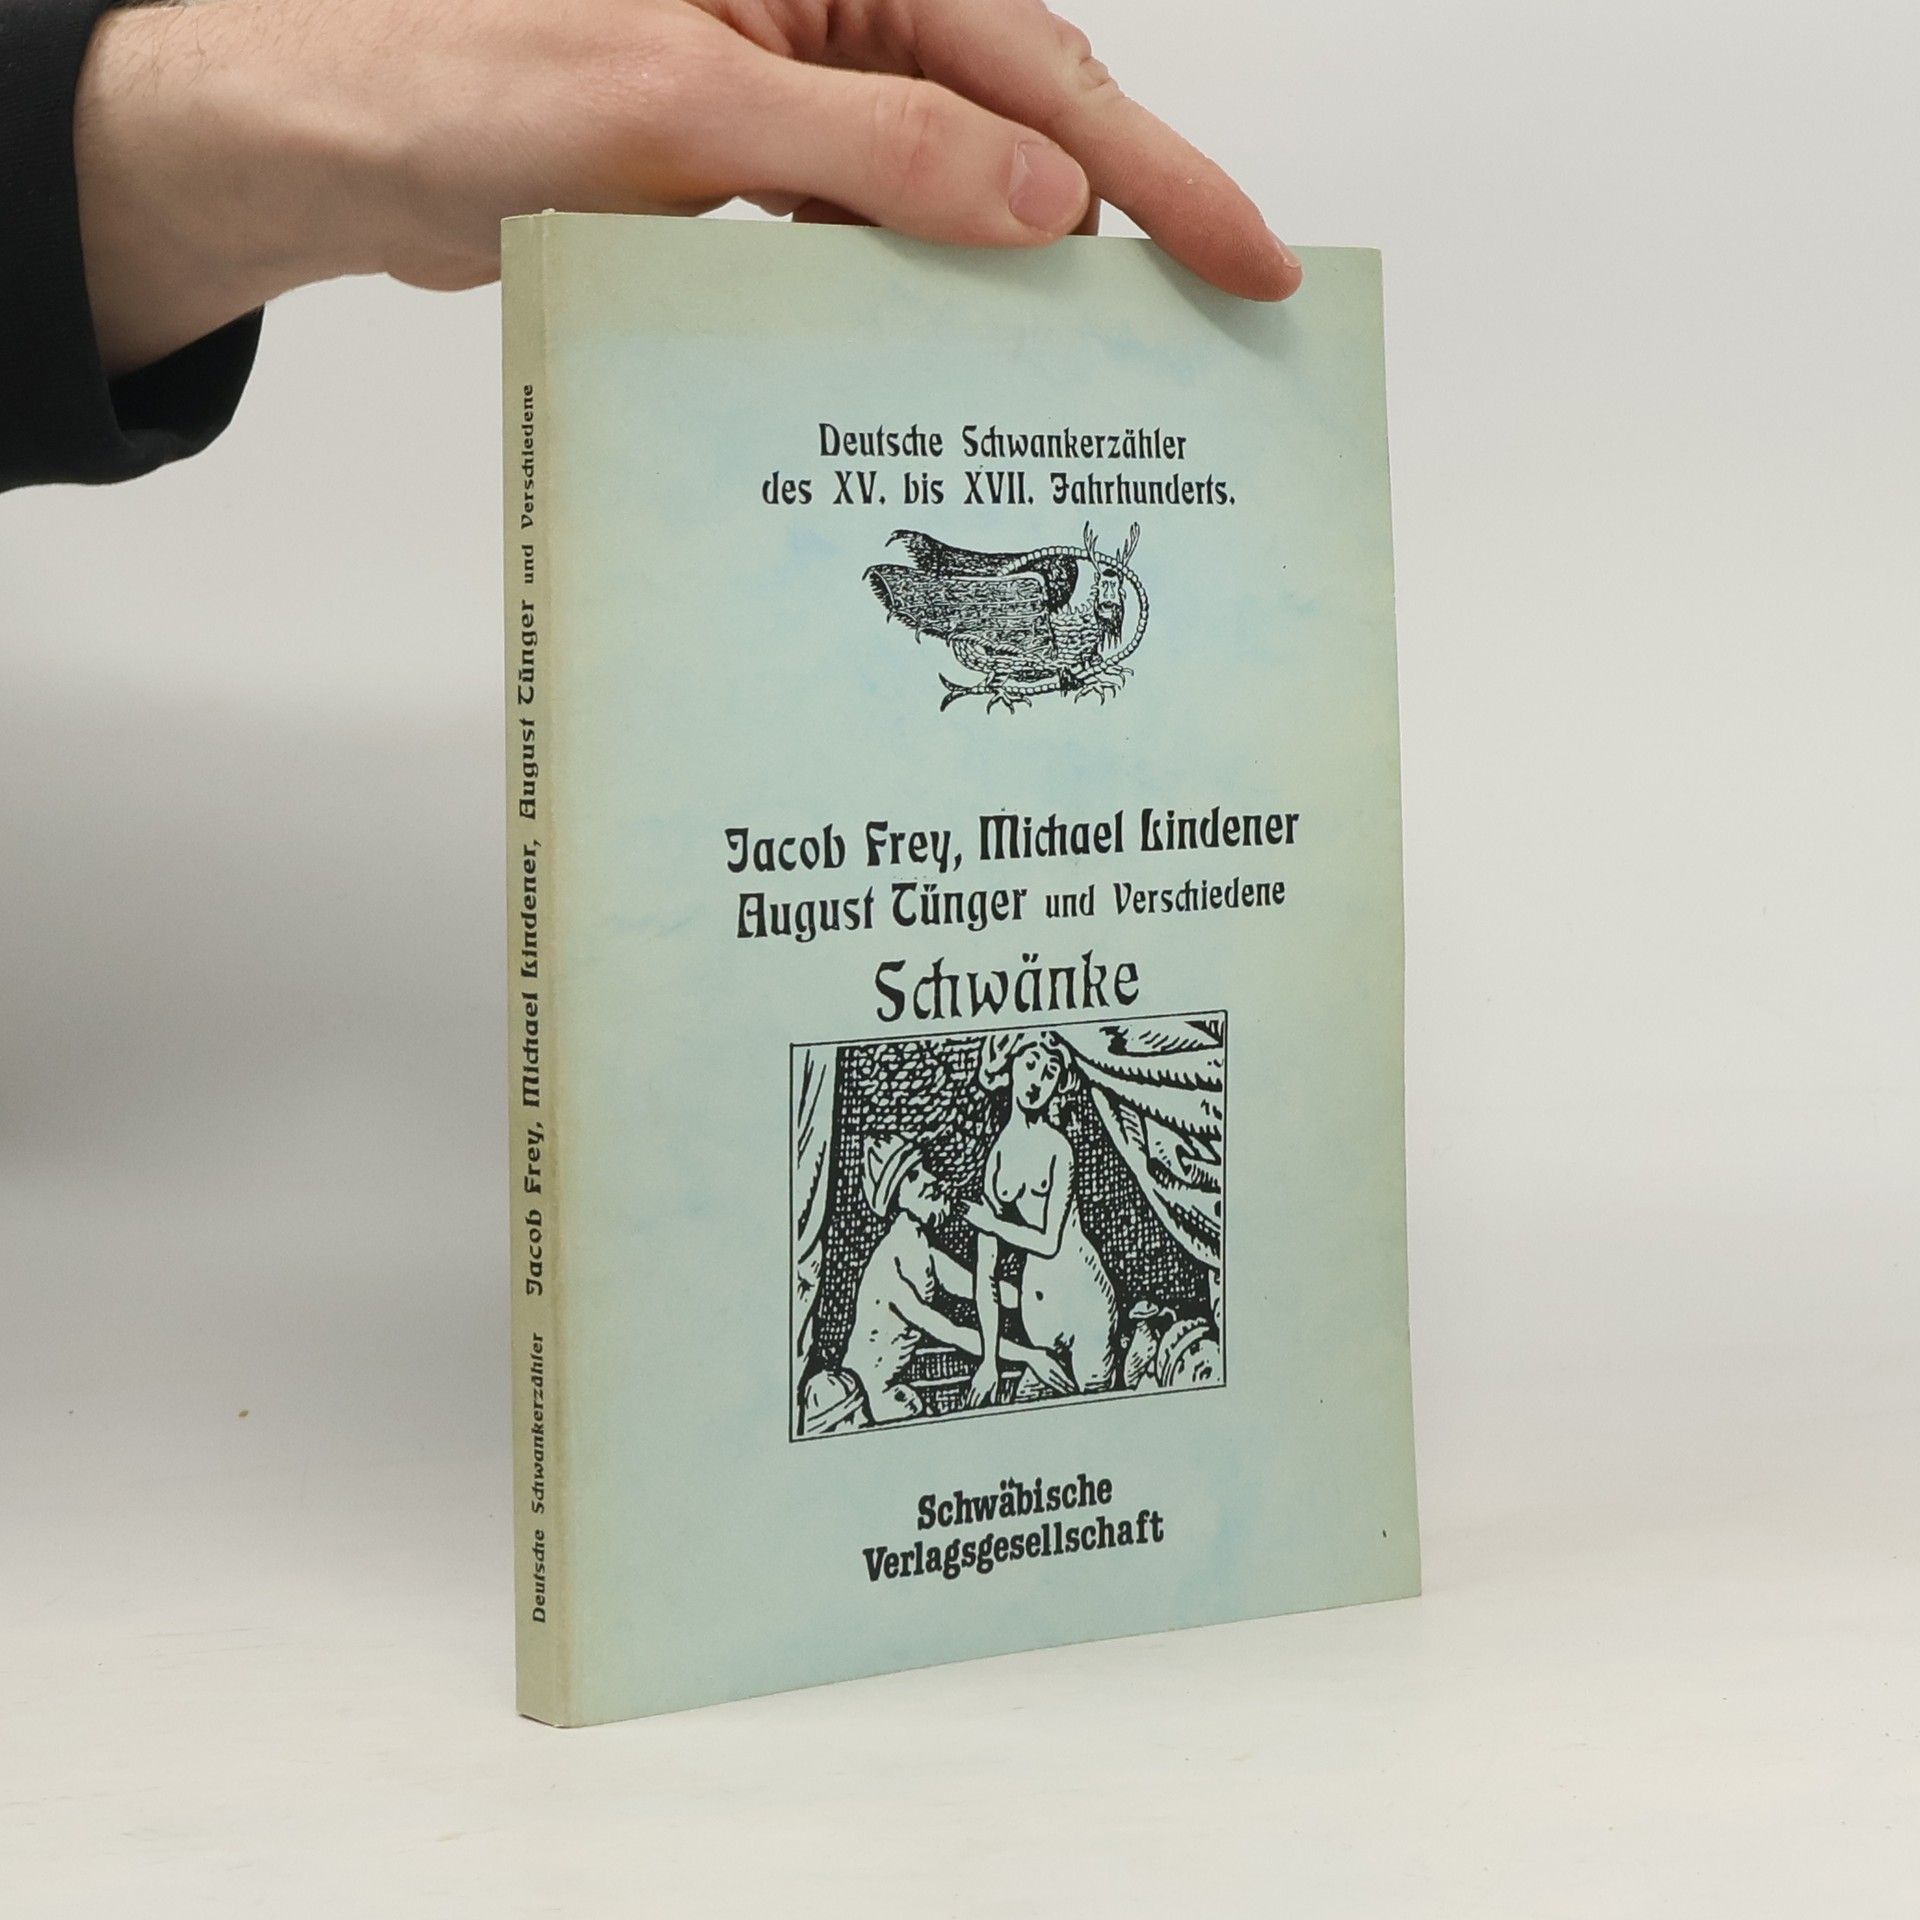 Deutsche Schwankerzähler
des XV. bis XVII. Jahrhunderts.
Jacob Frey, Michael Lindener
August Tünger und Verschiedene
Schwänke
Schwäbische
Verlagsgesellschaft
Deutsche Schwankerzähler Jacob Frey, Michael Lindener, August Tünger und Verschiedene